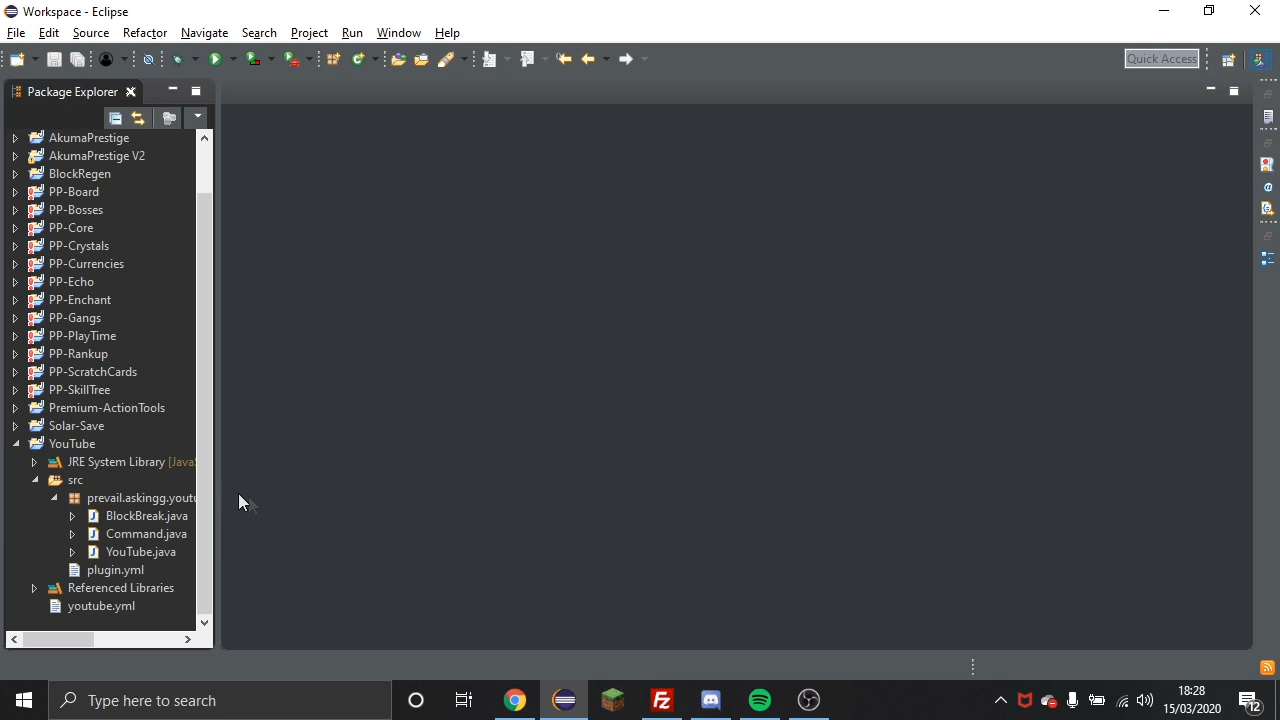 Workspace - Eclipse
File Edit Source Refactor Navigate Search Project Run Window Help
Quick Access
Package Explorer
AkumaPrestige
AkumaPrestige V2
BlockRegen
PP-Board
PP-Bosses
PP-Core
PP-Crystals
PP-Currencies
PP-Echo
PP-Enchant
PP-Gangs
PP-PlayTime
PP-Rankup
PP-ScratchCards
PP-SkillTree
Premium-ActionTools
Solar-Save
YouTube
JRE System Library [Java
src
prevail.askingg.yout
BlockBreak.java
Command.java
YouTube.java
plugin.yml
Referenced Libraries
youtube.yml
Type here to search
18:28
15/03/2020
12